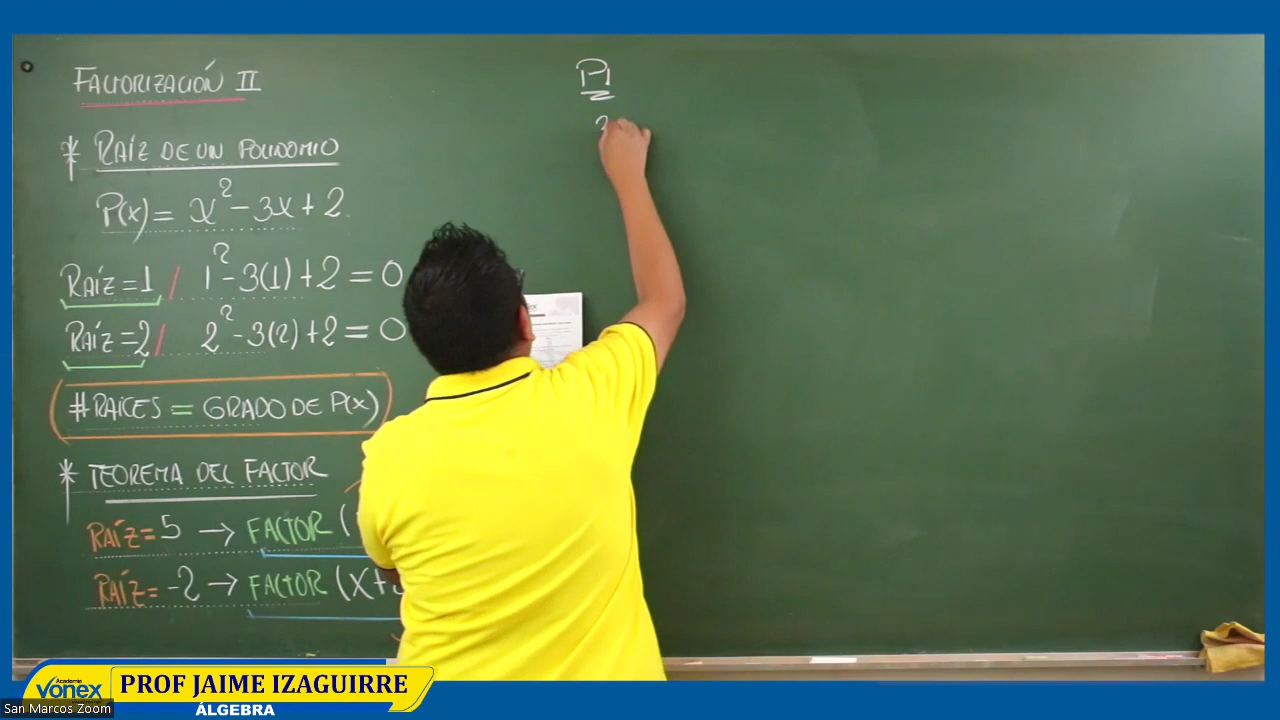 FACTORIZACIÓN II
* RAÍZ DE UN POLINOMIO
P(x) = x² - 3x + 2
RAÍZ = 1 / 1² - 3(1) + 2 = 0
RAÍZ = 2 / 2² - 3(2) + 2 = 0
(# RAICES = GRADO DE P(x))
* TEOREMA DEL FACTOR
RAÍZ = 5 → FACTOR (
RAÍZ = -2 → FACTOR (x+
P1
Academia
vonex
PROF JAIME IZAGUIRRE
ÁLGEBRA
San Marcos Zoom